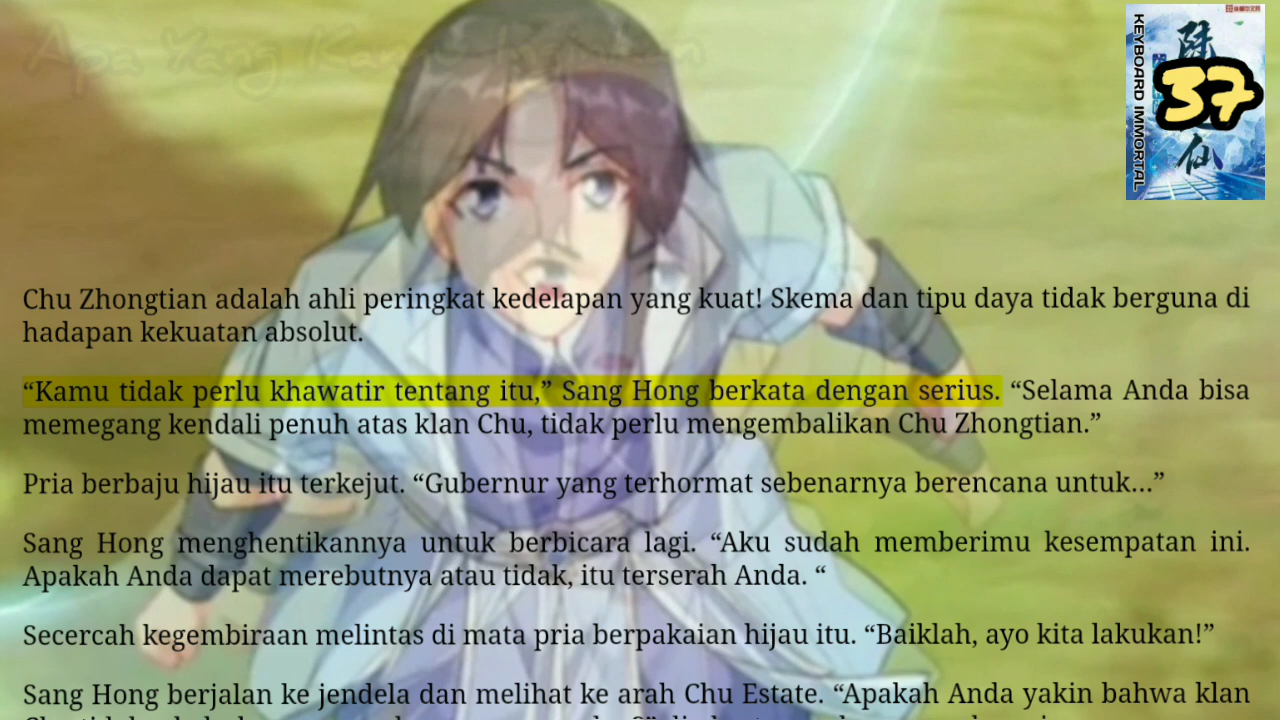 Apa Yang Kamu
KEYBOARD IMMORTAL
37
仙
Chu Zhongtian adalah ahli peringkat kedelapan yang kuat! Skema dan tipu daya tidak berguna di
hadapan kekuatan absolut.
“Kamu tidak perlu khawatir tentang itu,” Sang Hong berkata dengan serius. “Selama Anda bisa
memegang kendali penuh atas klan Chu, tidak perlu mengembalikan Chu Zhongtian.”
Pria berbaju hijau itu terkejut. “Gubernur yang terhormat sebenarnya berencana untuk...”
Sang Hong menghentikannya untuk berbicara lagi. “Aku sudah memberimu kesempatan ini.
Apakah Anda dapat merebutnya atau tidak, itu terserah Anda. “
Secercah kegembiraan melintas di mata pria berpakaian hijau itu. “Baiklah, ayo kita lakukan!”
Sang Hong berjalan ke jendela dan melihat ke arah Chu Estate. “Apakah Anda yakin bahwa klan